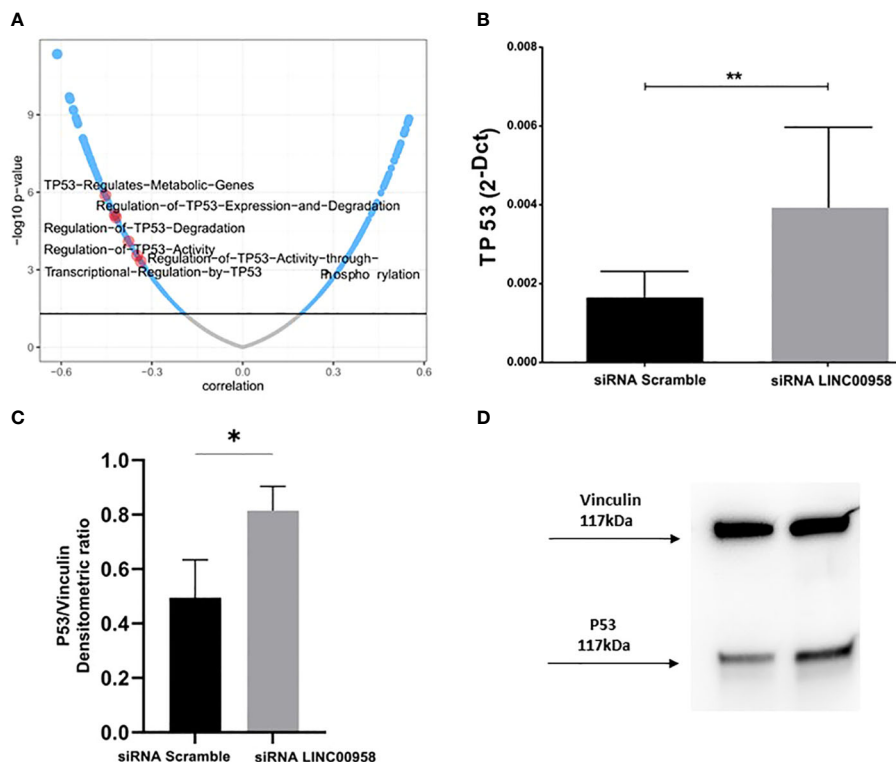 A
9
6
3
0
−log10 p-value
TP53−Regulates−Metabolic−Genes
Regulation−of−TP53−Expression−and−Degradation
Regulation−of−TP53−Degradation
Regulation−of−TP53−Activity
Regulation−of−TP53−Activity−through−
Phospho rylation
Transcriptional−Regulation−by−TP53
−0.6 −0.3 0.0 0.3 0.6
correlation
B
0.008
0.006
0.004
0.002
0.000
TP53 (2-Dct)
**
siRNA Scramble siRNA LINC00958
C
1.0
0.8
0.6
0.4
0.2
0.0
P53/Vinculin
Densitometric ratio
*
siRNA Scramble siRNA LINC00958
D
Vinculin
117kDa
P53
117kDa